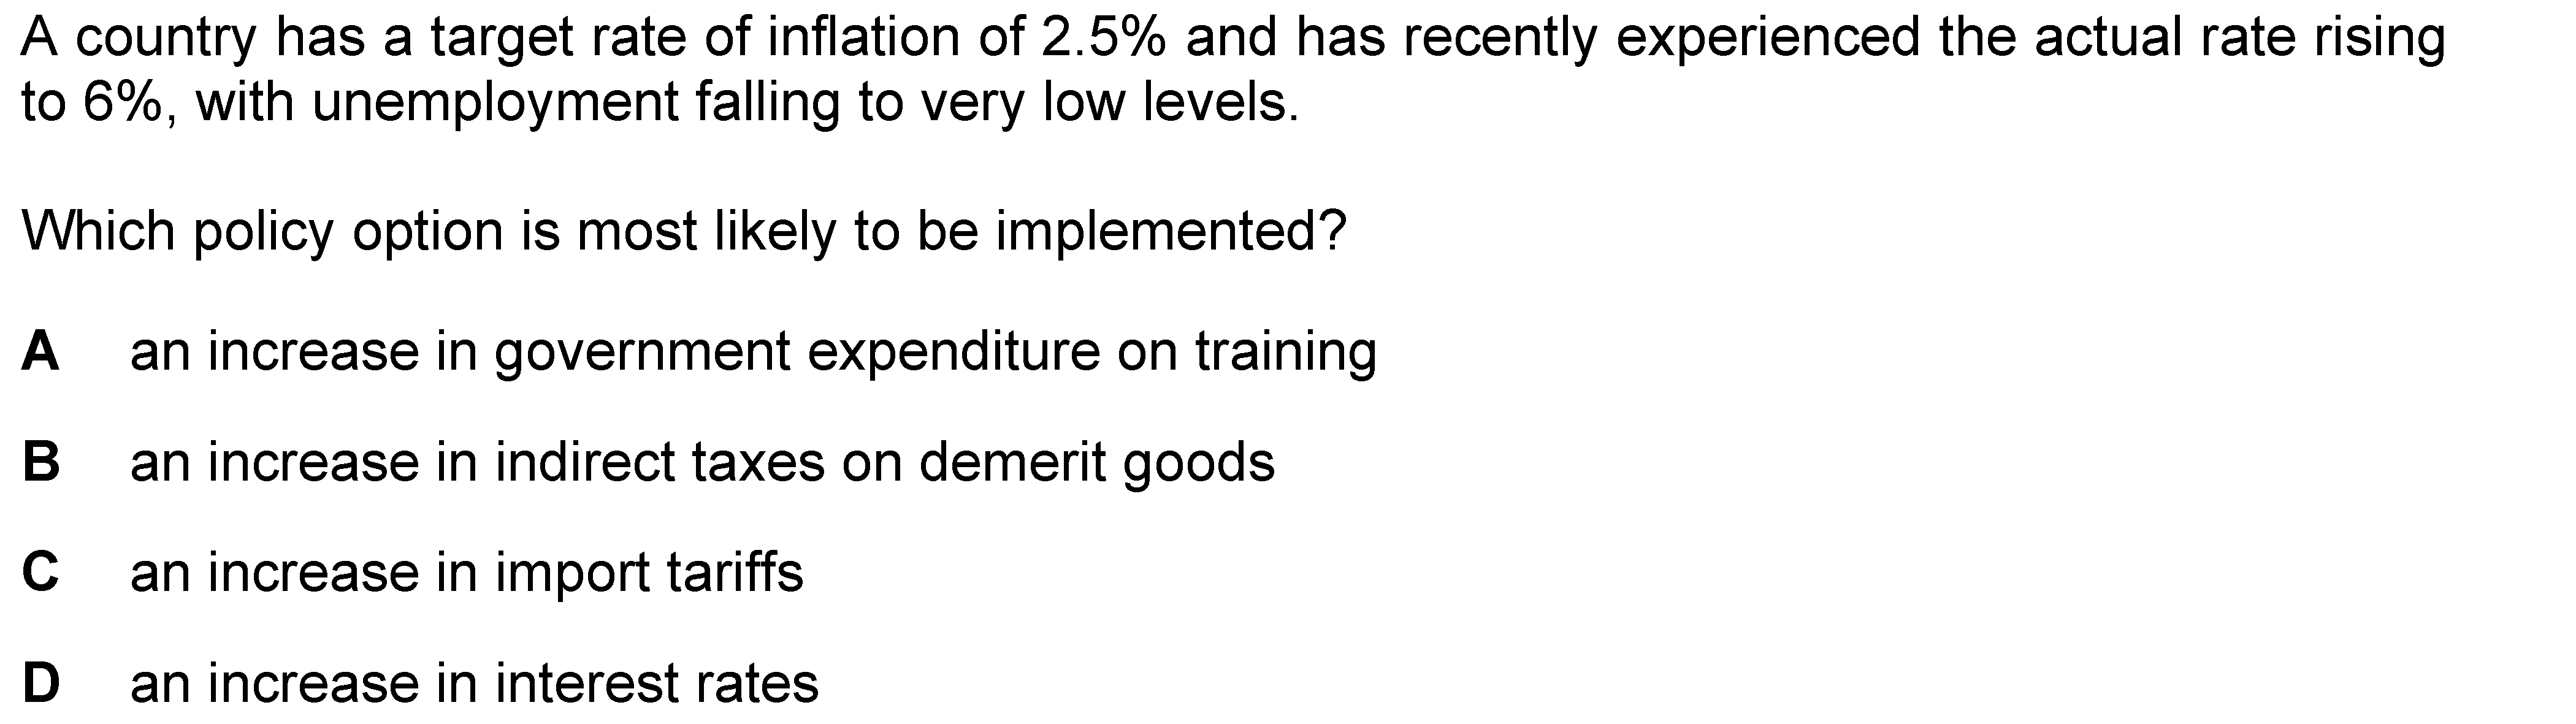 A country has a target rate of inflation of 2.5% and has recently experienced the actual rate rising
to 6%, with unemployment falling to very low levels.
Which policy option is most likely to be implemented?
A an increase in government expenditure on training
B an increase in indirect taxes on demerit goods
C an increase in import tariffs
D an increase in interest rates